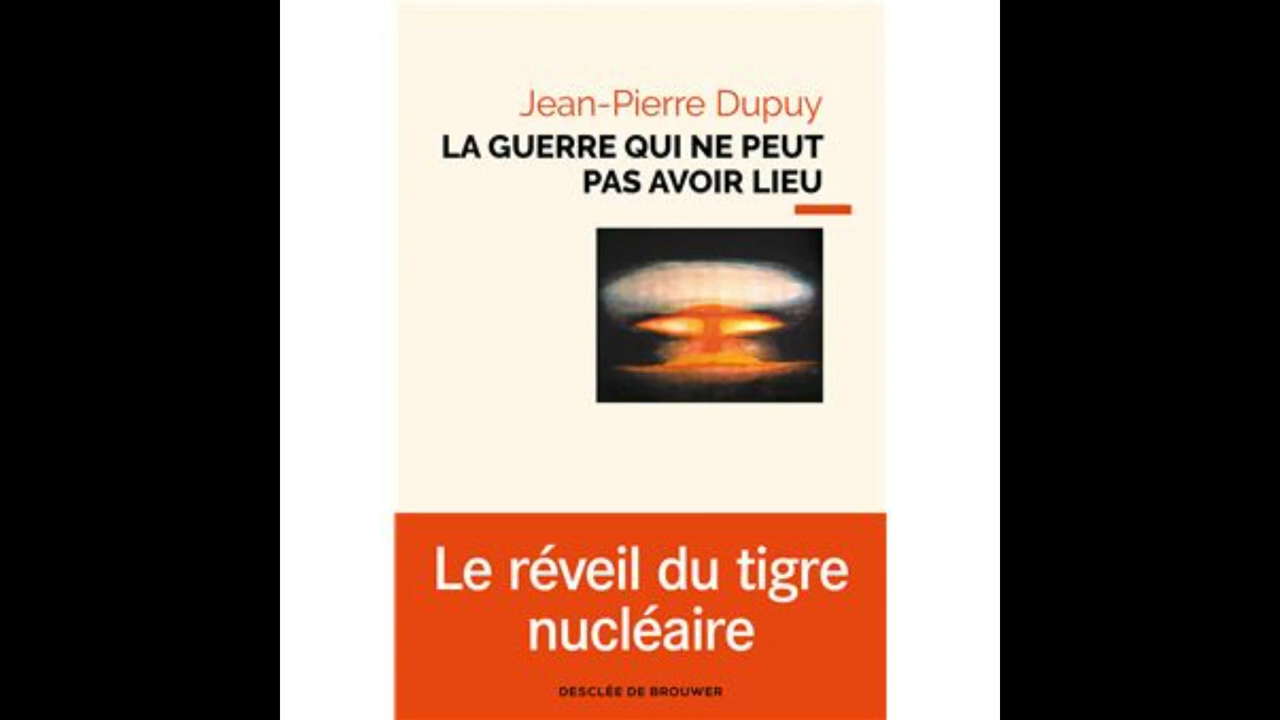 Jean-Pierre Dupuy
LA GUERRE QUI NE PEUT
PAS AVOIR LIEU
Le réveil du tigre
nucléaire
DESCLÉE DE BROUWER